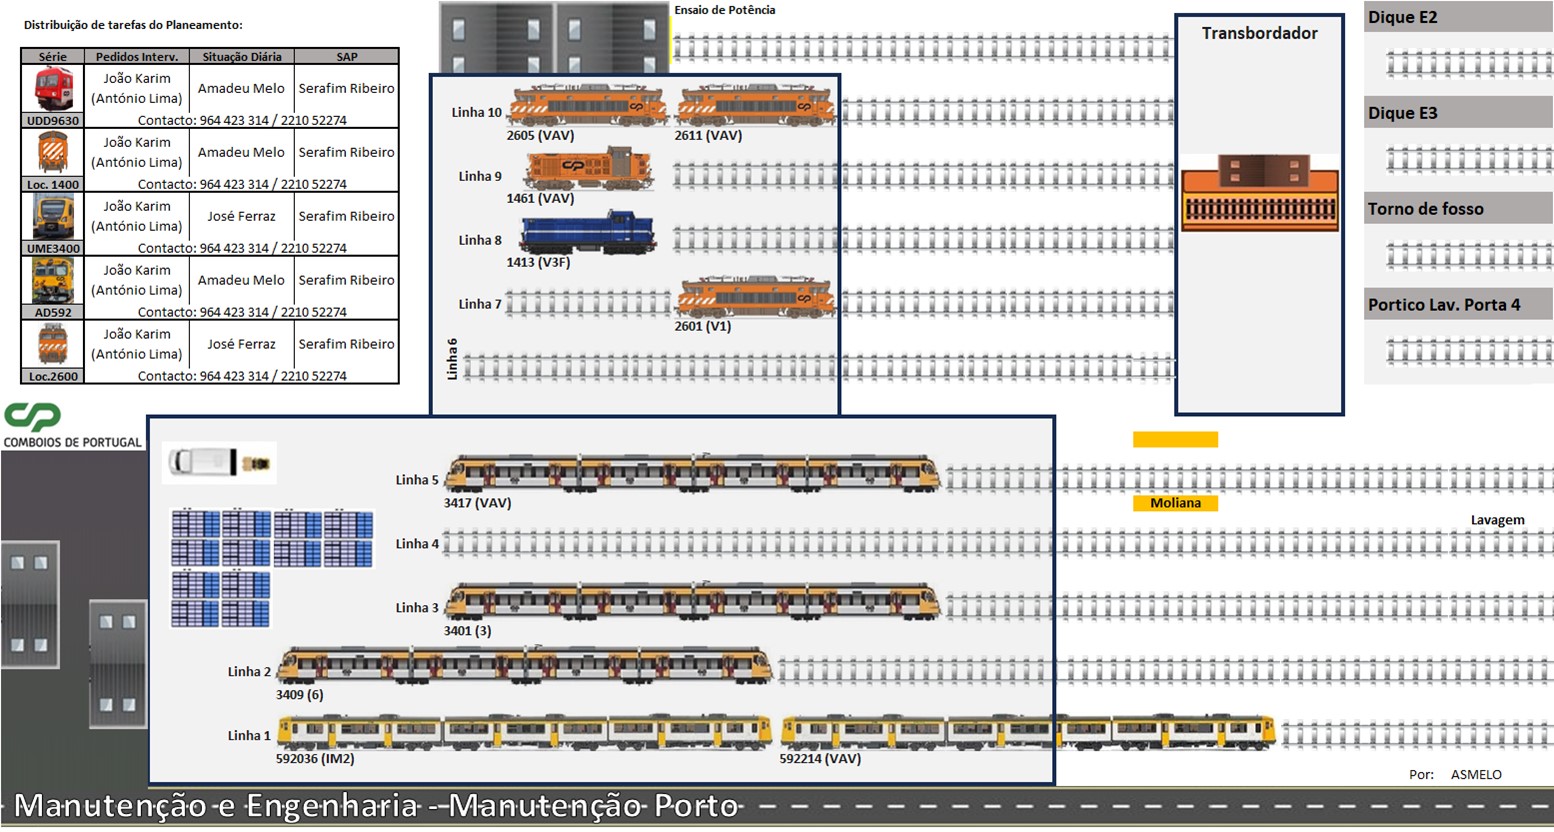 Distribuição de tarefas do Planeamento:
Série Pedidos Interv. Situação Diária SAP
João Karim
(António Lima) Amadeu Melo Serafim Ribeiro
UDD9630 Contacto: 964 423 314 / 2210 52274
João Karim
(António Lima) Amadeu Melo Serafim Ribeiro
Loc. 1400 Contacto: 964 423 314 / 2210 52274
João Karim
(António Lima) José Ferraz Serafim Ribeiro
UME3400 Contacto: 964 423 314 / 2210 52274
João Karim
(António Lima) Amadeu Melo Serafim Ribeiro
AD592 Contacto: 964 423 314 / 2210 52274
João Karim
(António Lima) José Ferraz Serafim Ribeiro
Loc.2600 Contacto: 964 423 314 / 2210 52274
CP
COMBOIOS DE PORTUGAL
Ensaio de Potência
Linha 10
2605 (VAV) 2611 (VAV)
Linha 9
1461 (VAV)
Linha 8
1413 (V3F)
Linha 7
2601 (V1)
Linha 6
Transbordador
Dique E2
Dique E3
Torno de fosso
Portico Lav. Porta 4
Linha 5
3417 (VAV)
Moliana
Lavagem
Linha 4
Linha 3
3401 (3)
Linha 2
3409 (6)
Linha 1
592036 (IM2) 592214 (VAV)
Por: ASMELO
Manutenção e Engenharia - Manutenção Porto